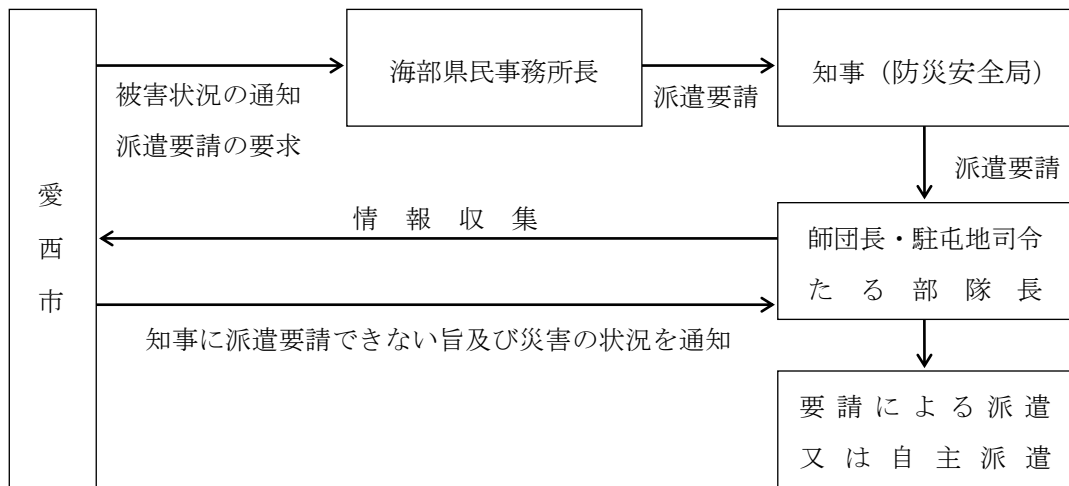 海部県民事務所長
知事（防災安全局）
派遣要請
被害状況の通知
派遣要請の要求
派遣要請
愛西市
情報収集
師団長・駐屯地司令
たる部隊長
知事に派遣要請できない旨及び災害の状況を通知
要請による派遣
又は自主派遣